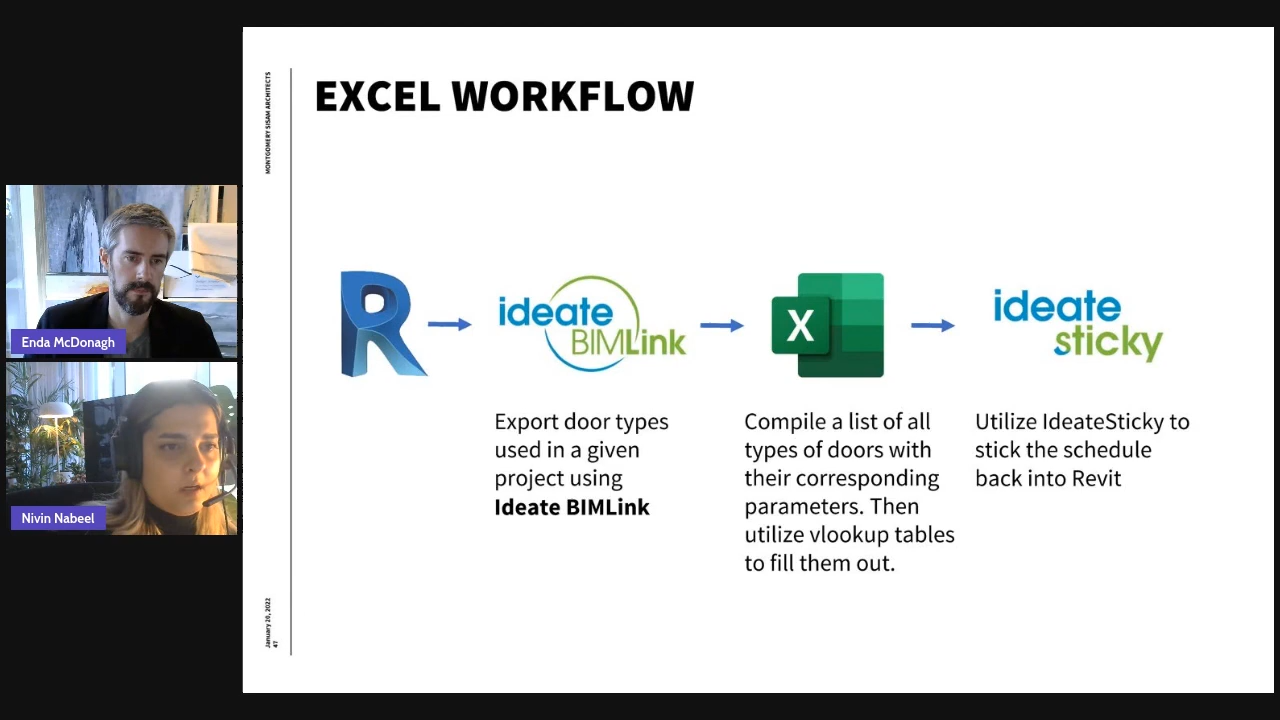 MONTGOMERY SISAM ARCHITECTS
EXCEL WORKFLOW
ideate
BIMLink
X
ideate
sticky
Export door types
used in a given
project using
Ideate BIMLink
Compile a list of all
types of doors with
their corresponding
parameters. Then
utilize vlookup tables
to fill them out.
Utilize IdeateSticky to
stick the schedule
back into Revit
Enda McDonagh
Nivin Nabeel
January 20, 2022
47